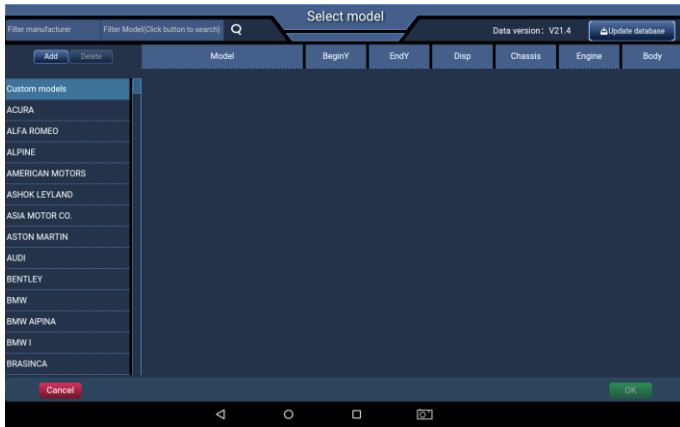 Select model
Filter manufacturer Filter Model(Click button to search) Data version: V21.4 Update database
Add Delete Model BeginY EndY Disp Chassis Engine Body
Custom models
ACURA
ALFA ROMEO
ALPINE
AMERICAN MOTORS
ASHOK LEYLAND
ASIA MOTOR CO.
ASTON MARTIN
AUDI
BENTLEY
BMW
BMW AIPINA
BMW I
BRASINCA
Cancel OK